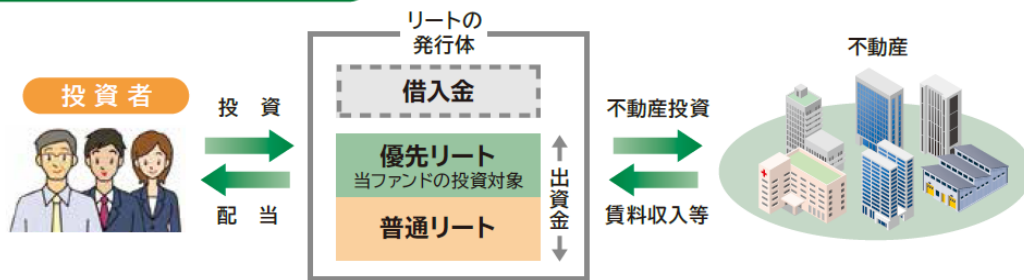 リートの
発行体
投資者
投 資
配 当
借入金
優先リート
当ファンドの投資対象
普通リート
出資金
不動産投資
賃料収入等
不動産